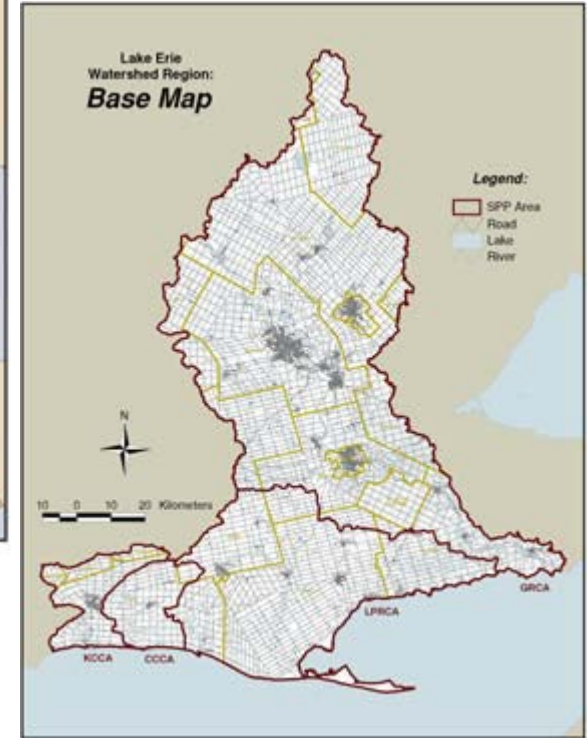 Lake Erie
Watershed Region:
Base Map
Legend:
SPP Area
Road
Lake
River
N
10 0 10 20 Kilometers
GRCA
LPRCA
KCCA
CCCA